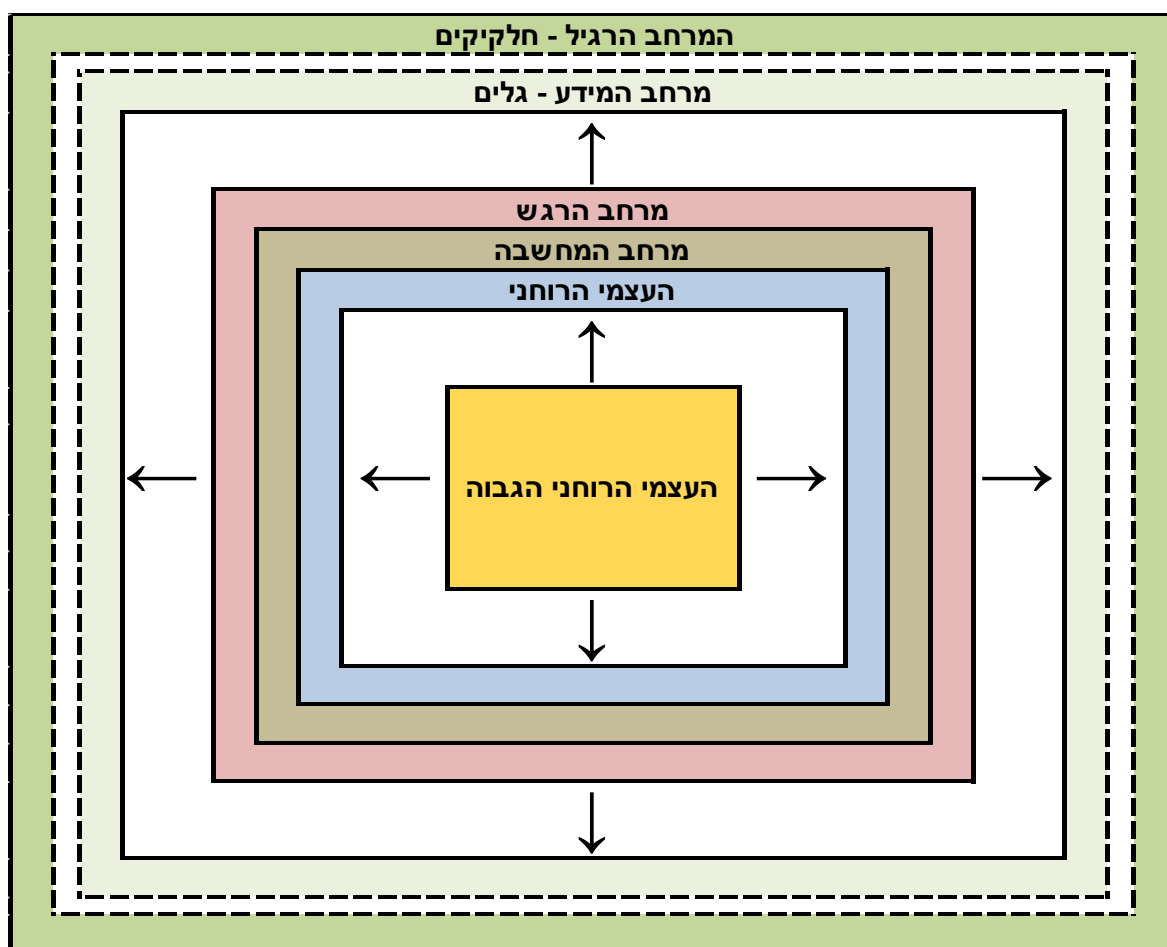 המרחב הרגיל - חלקיקים
מרחב המידע - גלים
מרחב הרגש
מרחב המחשבה
העצמי הרוחני
העצמי הרוחני הגבוה